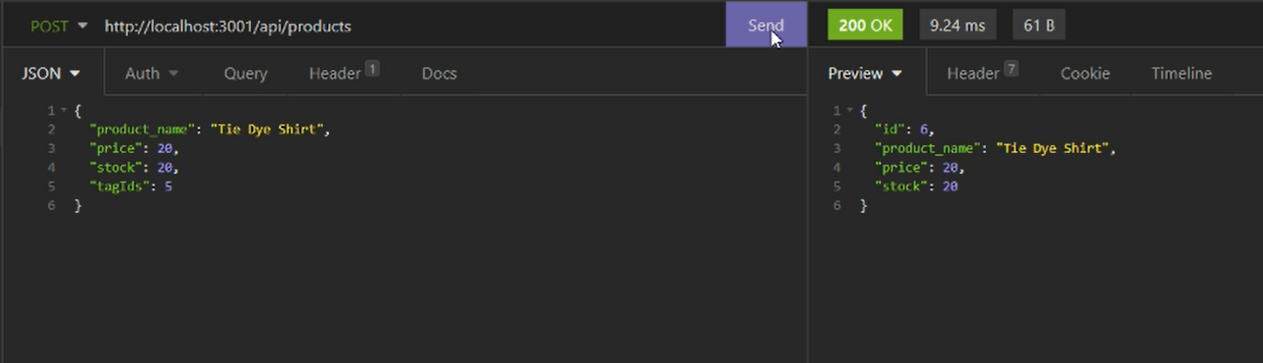 POST http://localhost:3001/api/products Send 200 OK 9.24 ms 61 B
JSON Auth Query Header 1 Docs Preview Header 7 Cookie Timeline
1 {
2 "product_name": "Tie Dye Shirt",
3 "price": 20,
4 "stock": 20,
5 "tagIds": 5
6 }
1 {
2 "id": 6,
3 "product_name": "Tie Dye Shirt",
4 "price": 20,
5 "stock": 20
6 }